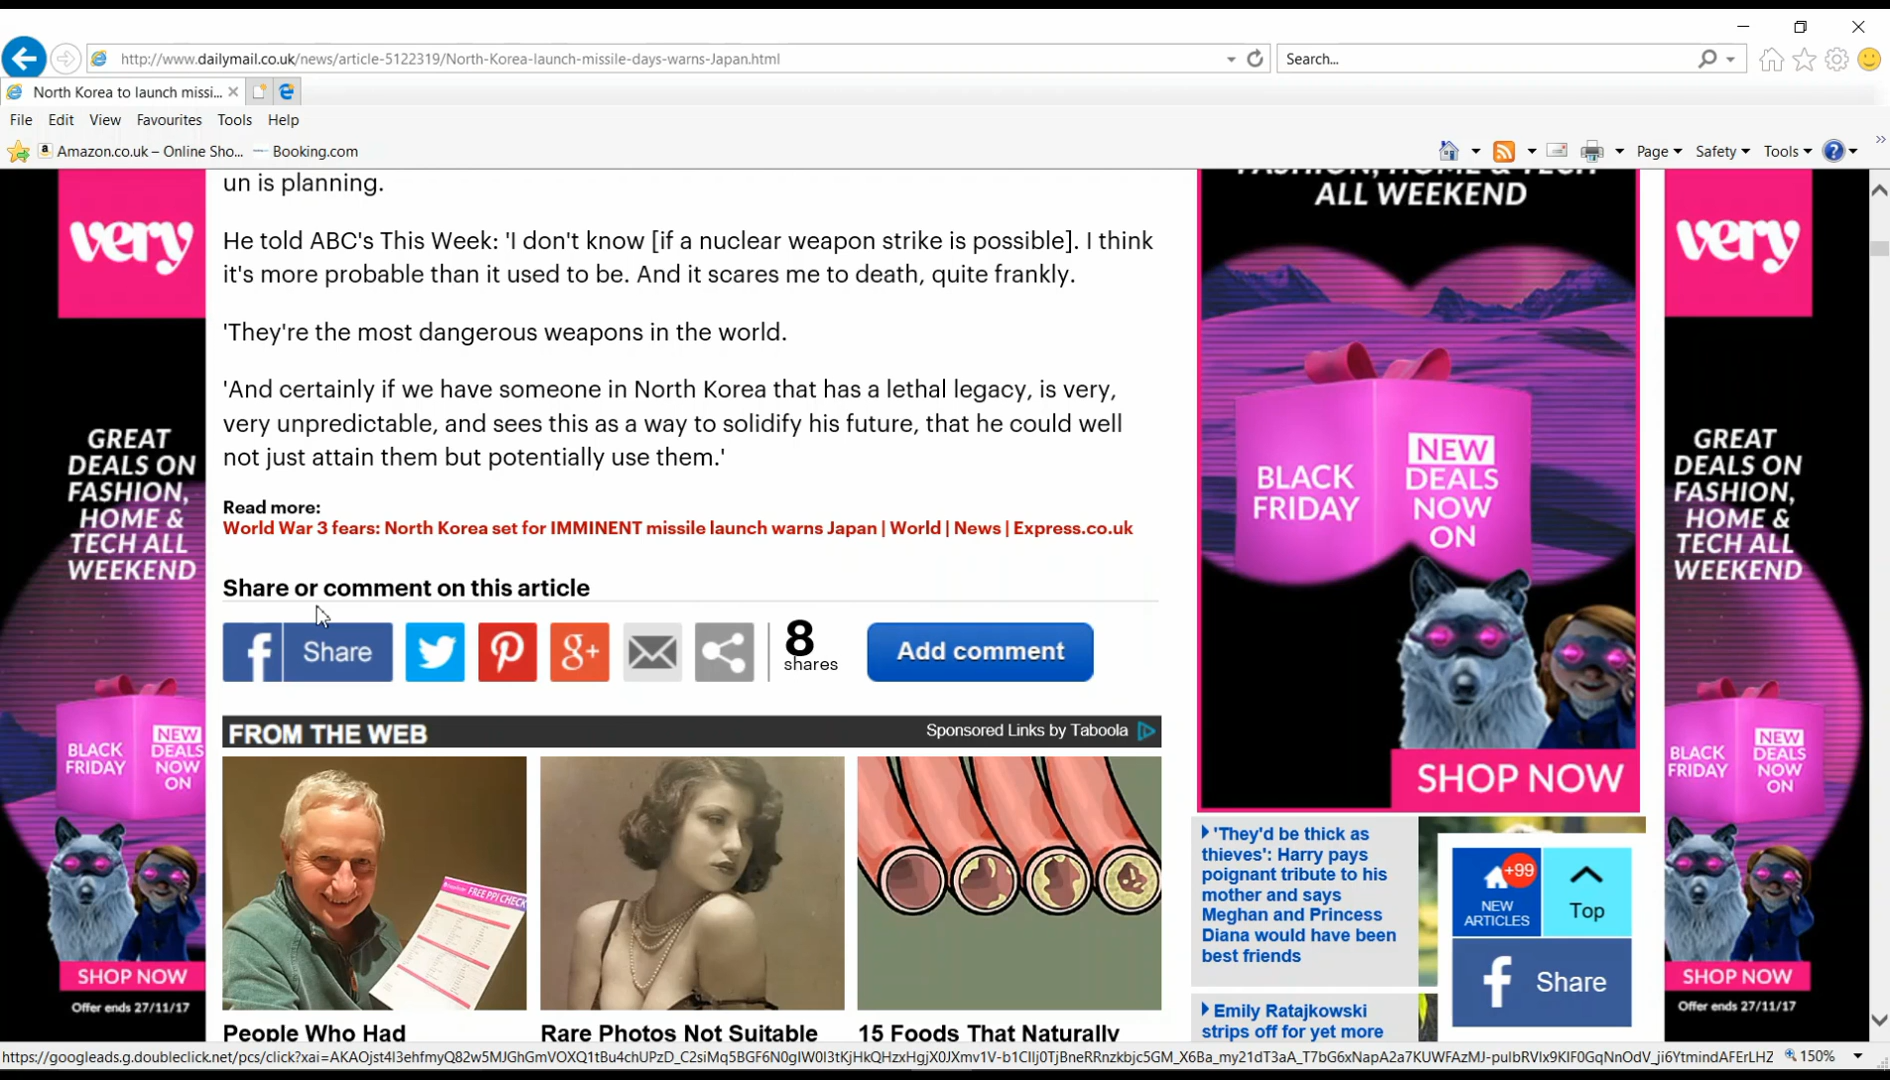 http://www.dailymail.co.uk/news/article-5122319/North-Korea-launch-missile-days-warns-Japan.html
Search...
North Korea to launch missi...
File Edit View Favourites Tools Help
Amazon.co.uk – Online Sho... Booking.com
Page Safety Tools
un is planning.
He told ABC's This Week: 'I don't know [if a nuclear weapon strike is possible]. I think
it's more probable than it used to be. And it scares me to death, quite frankly.
'They're the most dangerous weapons in the world.
'And certainly if we have someone in North Korea that has a lethal legacy, is very,
very unpredictable, and sees this as a way to solidify his future, that he could well
not just attain them but potentially use them.'
Read more:
World War 3 fears: North Korea set for IMMINENT missile launch warns Japan | World | News | Express.co.uk
Share or comment on this article
Share
8
shares
Add comment
FROM THE WEB
Sponsored Links by Taboola
FREE PPI CHECK
People Who Had
Rare Photos Not Suitable
15 Foods That Naturally
very
GREAT
DEALS ON
FASHION,
HOME &
TECH ALL
WEEKEND
BLACK
FRIDAY
NEW
DEALS
NOW
ON
SHOP NOW
Offer ends 27/11/17
FASHION, HOME & TECH
ALL WEEKEND
BLACK
FRIDAY
NEW
DEALS
NOW
ON
SHOP NOW
'They'd be thick as
thieves': Harry pays
poignant tribute to his
mother and says
Meghan and Princess
Diana would have been
best friends
Emily Ratajkowski
strips off for yet more
+99
NEW
ARTICLES
Top
Share
very
GREAT
DEALS ON
FASHION,
HOME &
TECH ALL
WEEKEND
BLACK
FRIDAY
NEW
DEALS
NOW
ON
SHOP NOW
Offer ends 27/11/17
150%